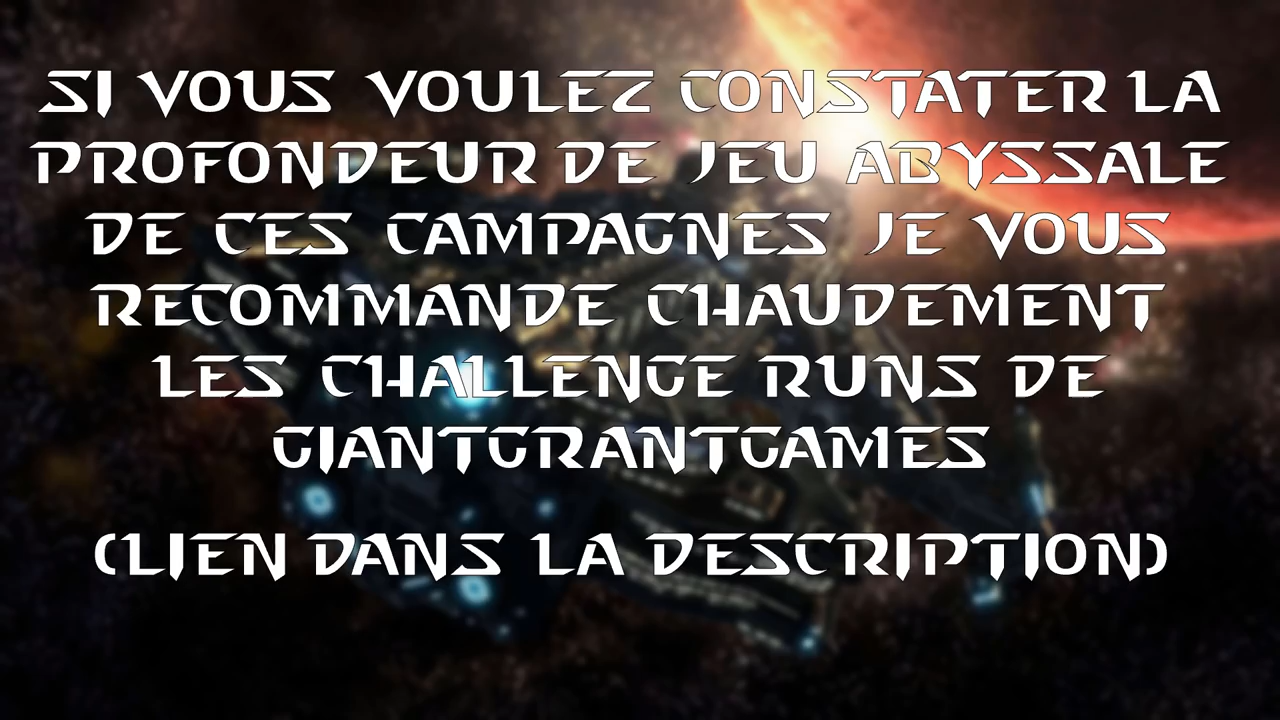 SI VOUS VOULEZ CONSTATER LA
PROFONDEUR DE JEU ABYSSALE
DE CES CAMPAGNES JE VOUS
RECOMMANDE CHAUDEMENT
LES CHALLENGE RUNS DE
GIANTGRANTGAMES
(LIEN DANS LA DESCRIPTION)